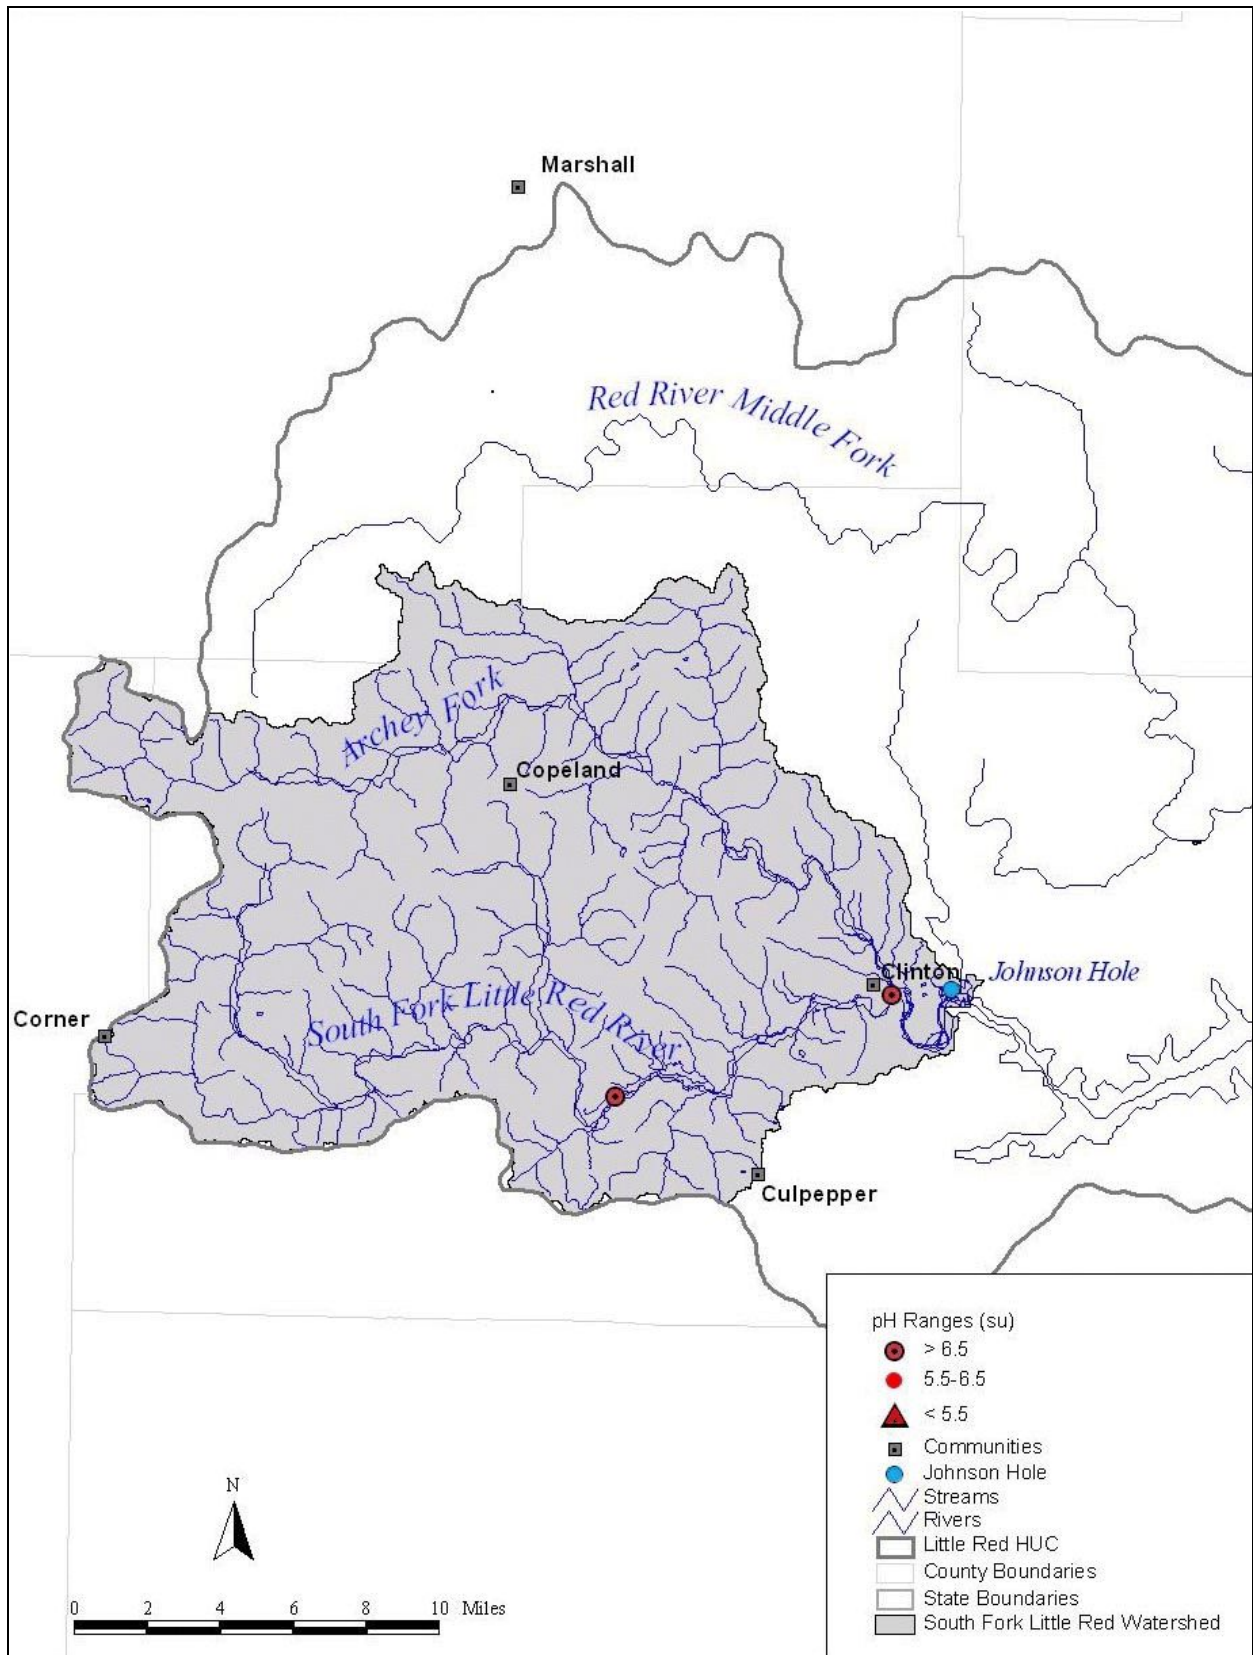 Marshall
Red River Middle Fork
Archey Fork
Copeland
Clinton
Johnson Hole
South Fork Little Red River
Corner
Culpepper
pH Ranges (su)
> 6.5
5.5-6.5
< 5.5
Communities
Johnson Hole
Streams
Rivers
Little Red HUC
County Boundaries
State Boundaries
South Fork Little Red Watershed
N
0 2 4 6 8 10 Miles